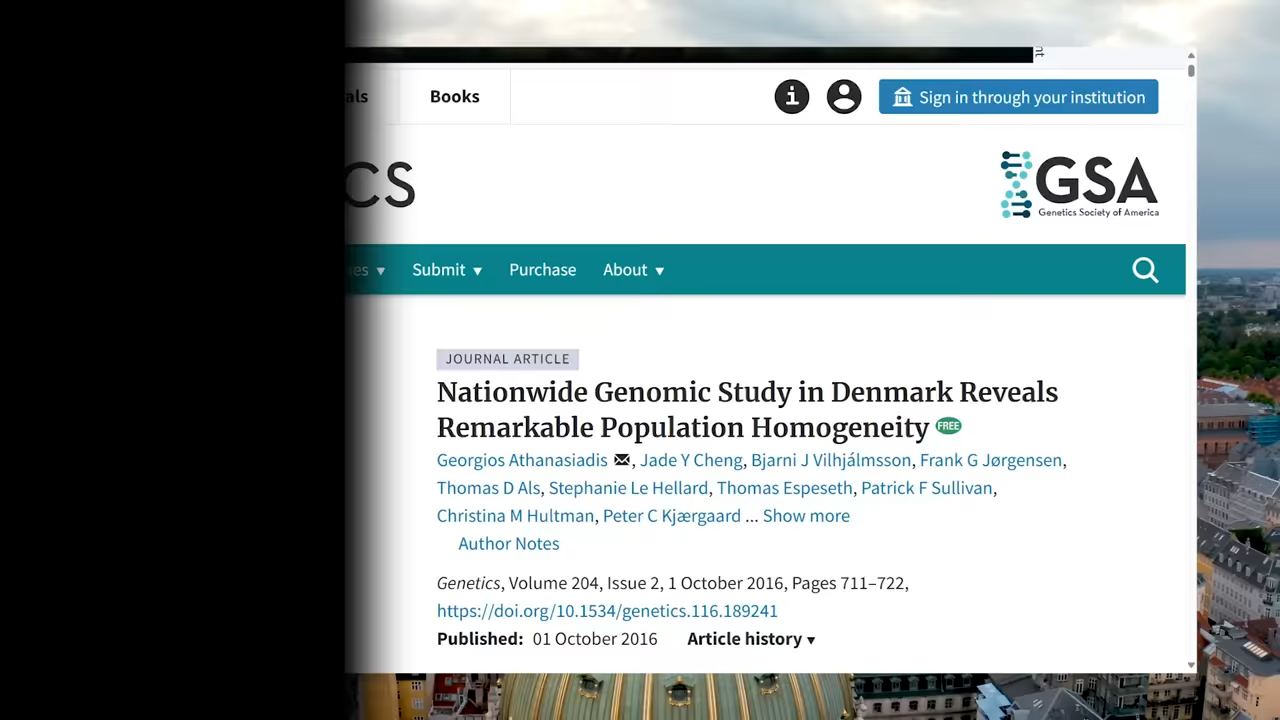 als
Books
Sign in through your institution
CS
GSA
Genetics Society of America
es ▾ Submit ▾ Purchase About ▾
JOURNAL ARTICLE
Nationwide Genomic Study in Denmark Reveals
Remarkable Population Homogeneity FREE
Georgios Athanasiadis, Jade Y Cheng, Bjarni J Vilhjálmsson, Frank G Jørgensen,
Thomas D Als, Stephanie Le Hellard, Thomas Espeseth, Patrick F Sullivan,
Christina M Hultman, Peter C Kjærgaard ... Show more
Author Notes
Genetics, Volume 204, Issue 2, 1 October 2016, Pages 711–722,
https://doi.org/10.1534/genetics.116.189241
Published: 01 October 2016 Article history ▾